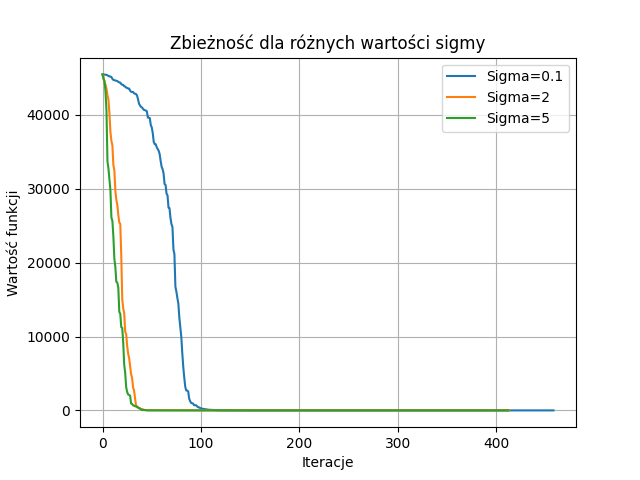 Zbieżność dla różnych wartości sigmy
Sigma=0.1
Sigma=2
Sigma=5
Wartość funkcji
40000
30000
20000
10000
0
0 100 200 300 400
Iteracje